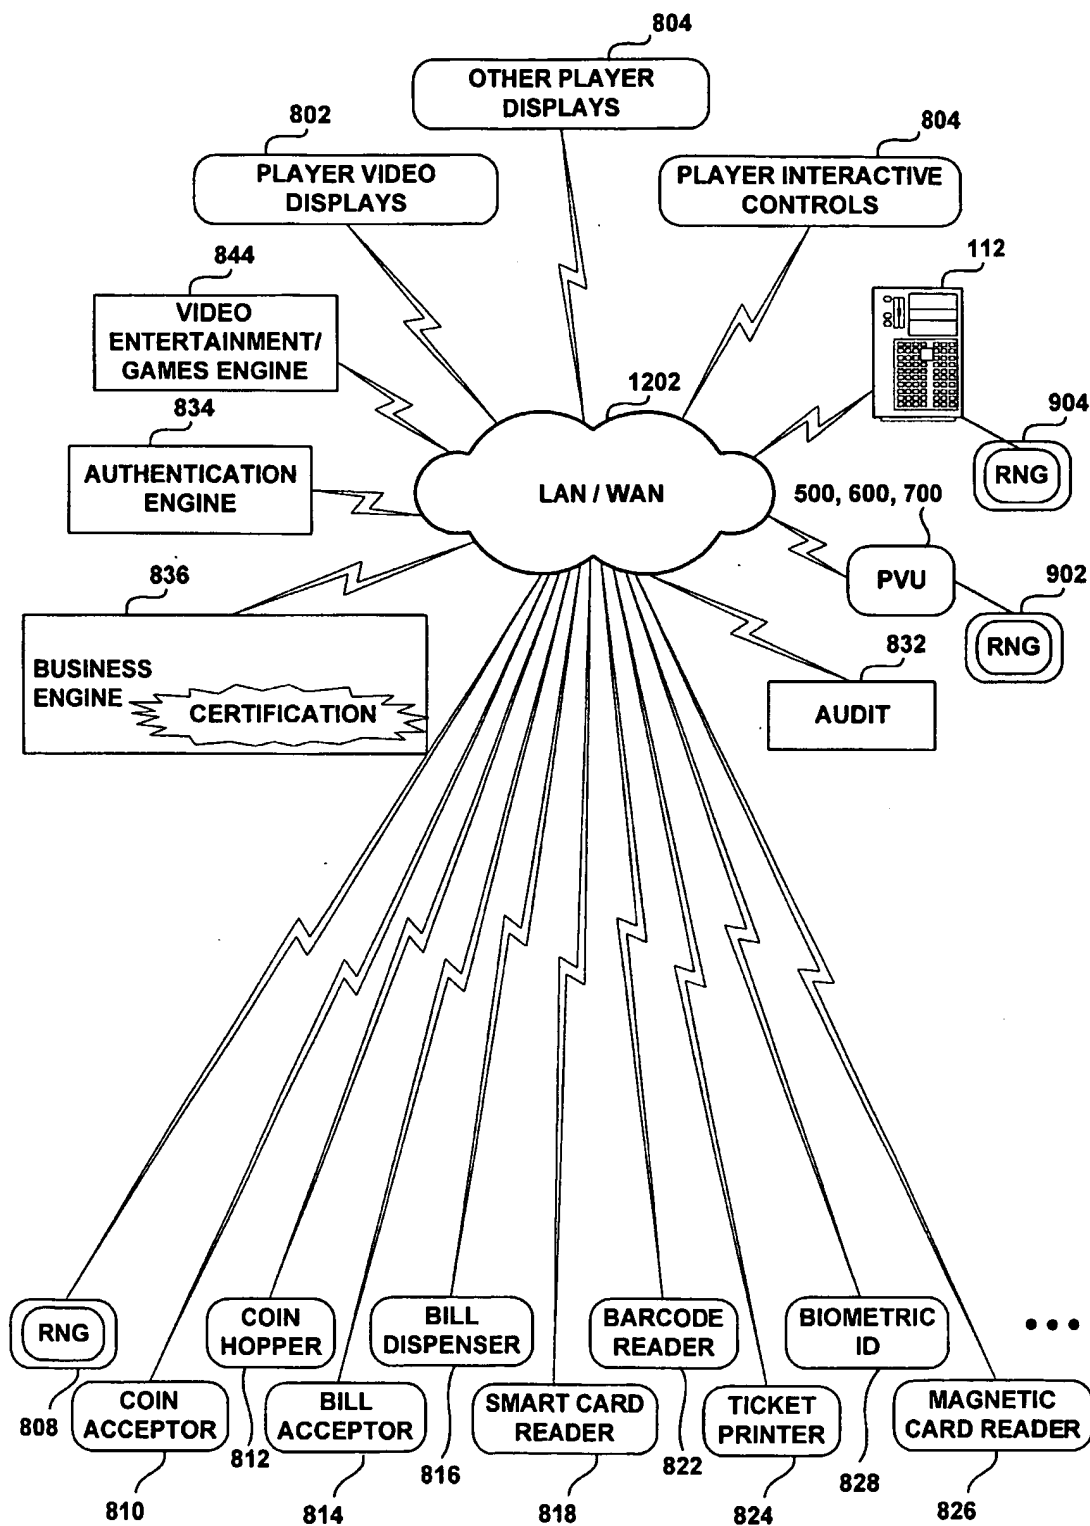 804
OTHER PLAYER
DISPLAYS
802
PLAYER VIDEO
DISPLAYS
804
PLAYER INTERACTIVE
CONTROLS
844
VIDEO
ENTERTAINMENT/
GAMES ENGINE
112
1202
LAN / WAN
904
RNG
834
AUTHENTICATION
ENGINE
500, 600, 700
PVU
902
RNG
836
BUSINESS
ENGINE
CERTIFICATION
832
AUDIT
RNG
808
COIN
ACCEPTOR
810
COIN
HOPPER
812
BILL
ACCEPTOR
814
BILL
DISPENSER
816
SMART CARD
READER
818
BARCODE
READER
822
TICKET
PRINTER
824
BIOMETRIC
ID
828
MAGNETIC
CARD READER
826
•••